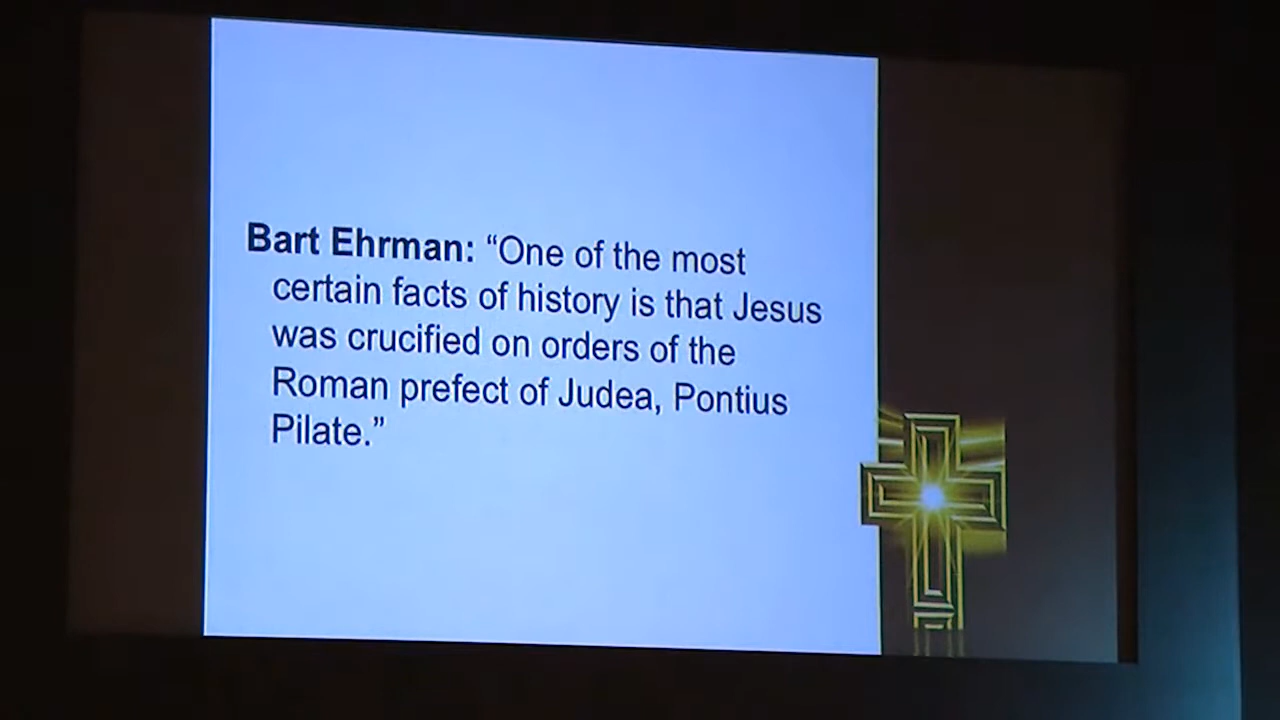 Bart Ehrman: “One of the most
certain facts of history is that Jesus
was crucified on orders of the
Roman prefect of Judea, Pontius
Pilate.”